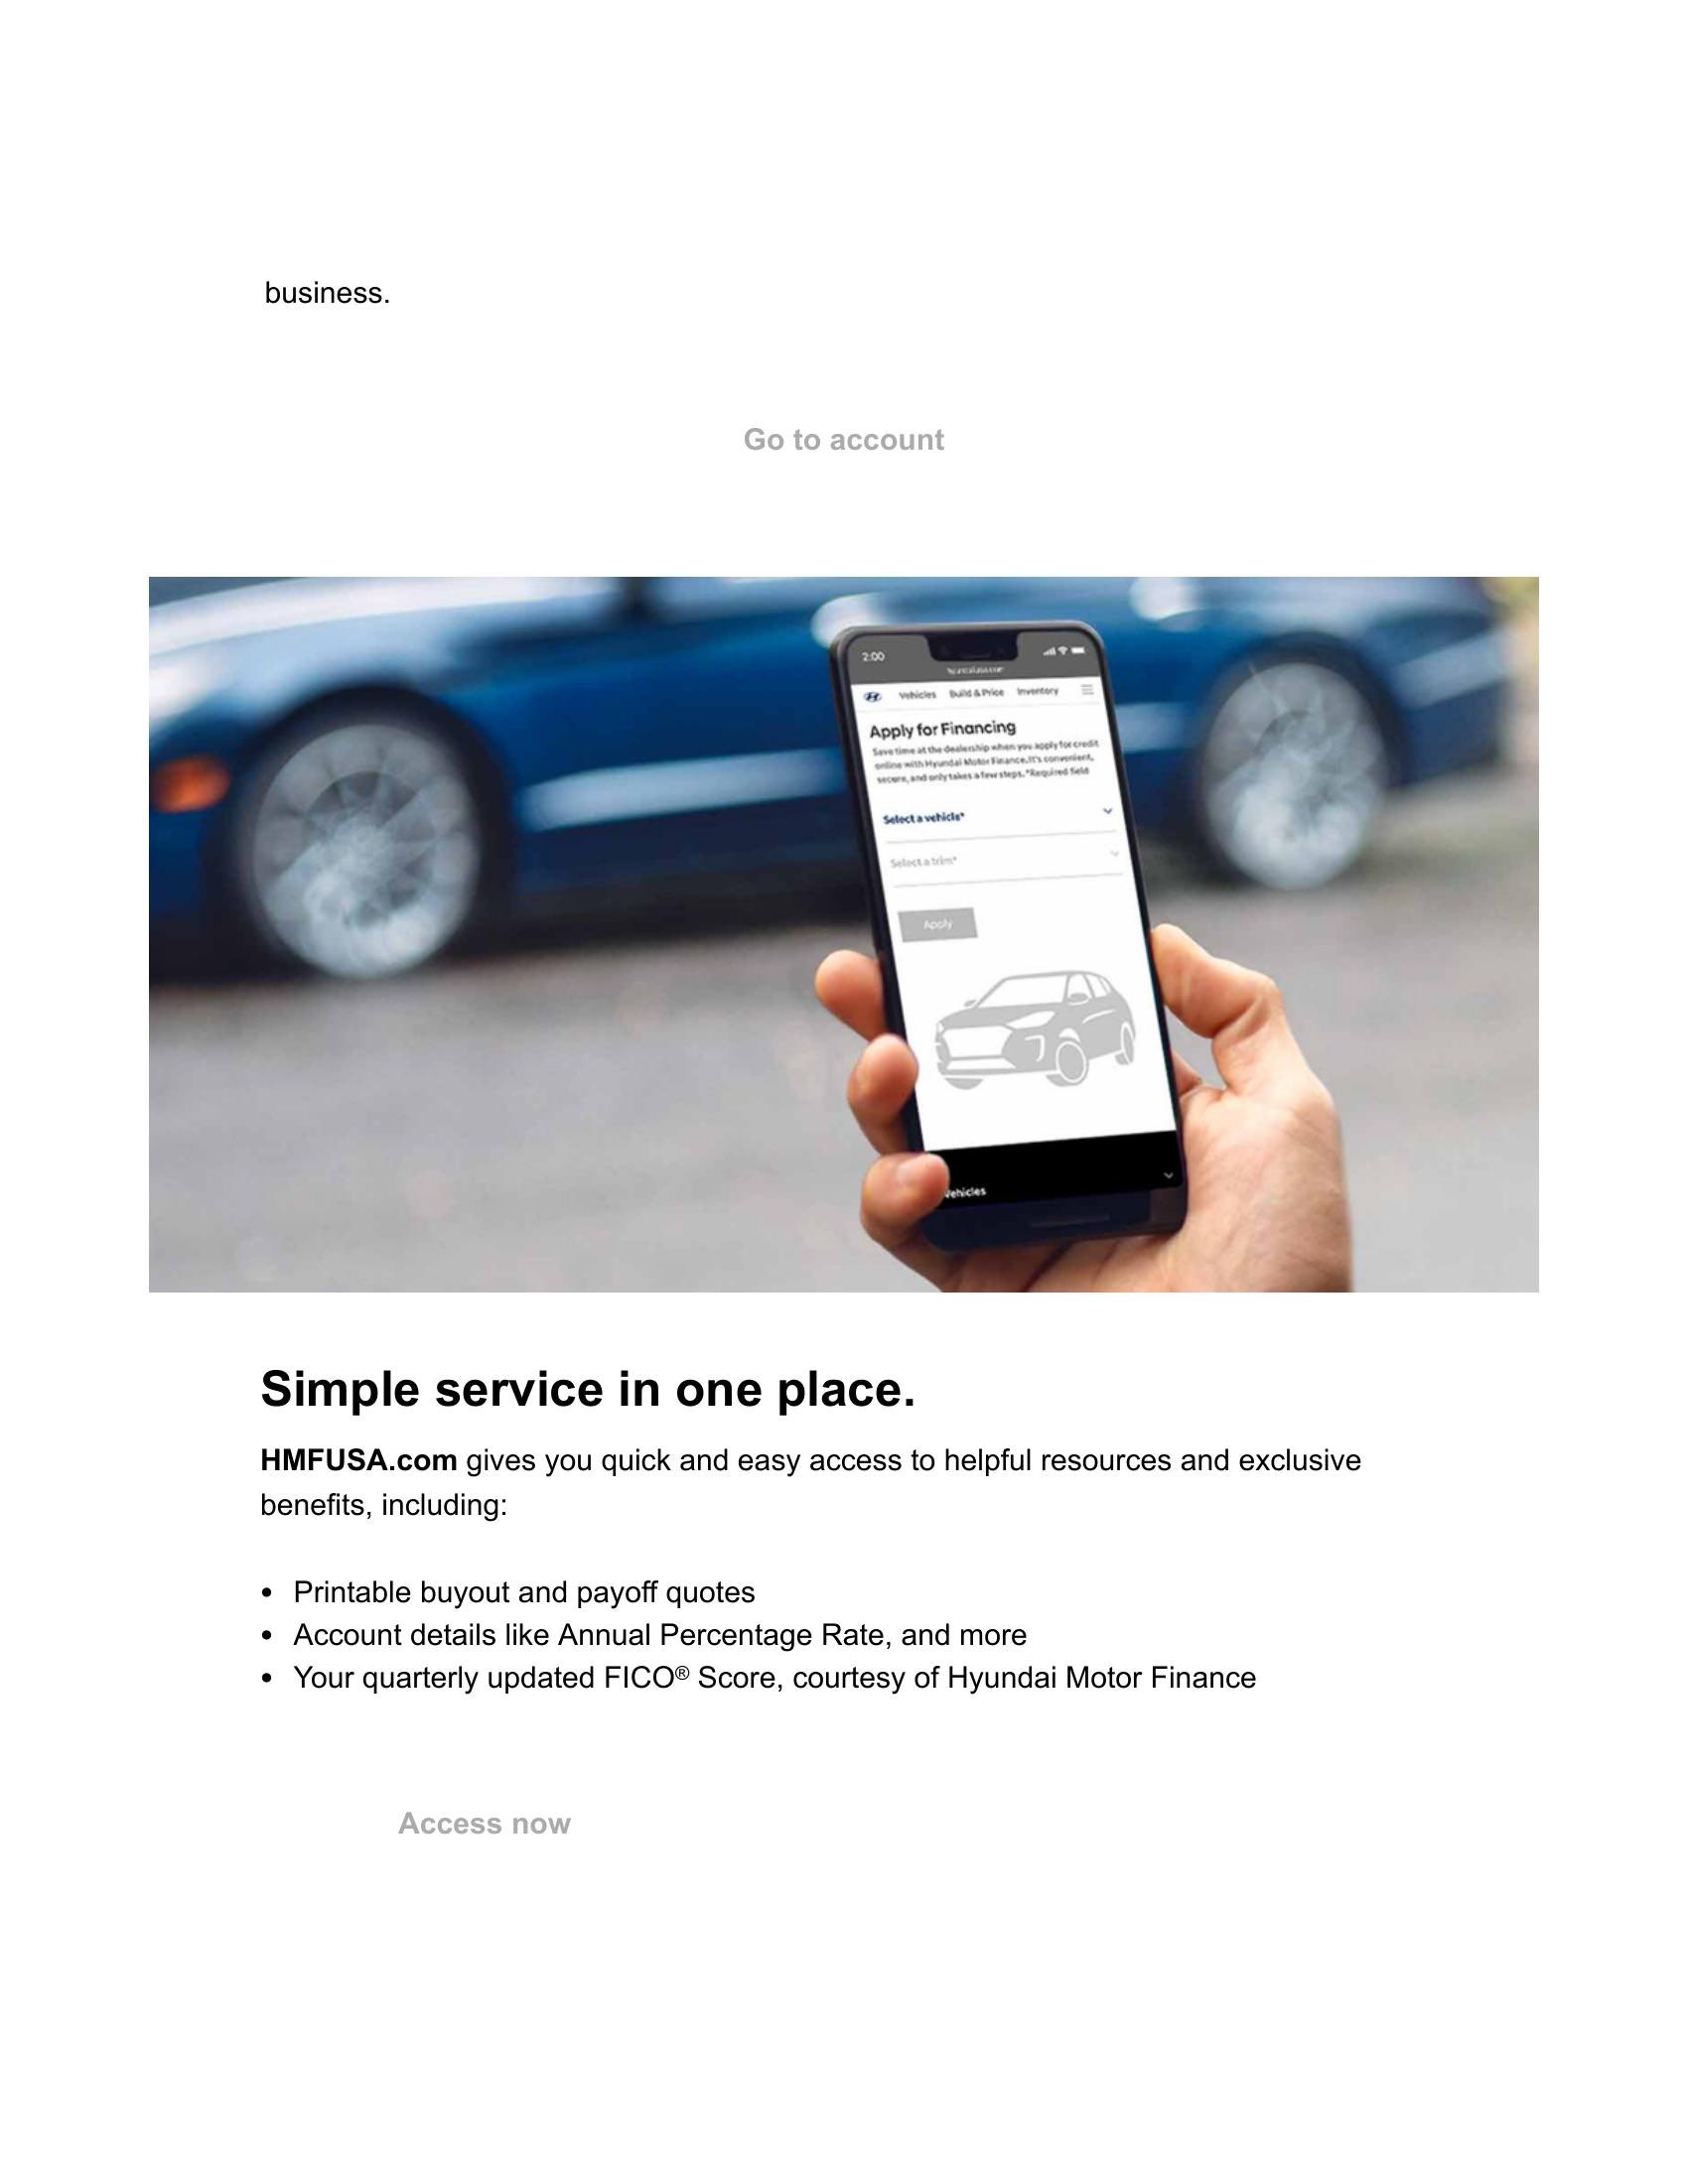 business.
Go to account
2:00
Vehicles Build & Price Inventory
Apply for Financing
Save time at the dealership when you apply for credit
online with Hyundai Motor Finance. It's convenient,
secure, and only takes a few steps. *Required field
Select a vehicle*
Select a trim*
Apply
Vehicles
Simple service in one place.
HMFUSA.com gives you quick and easy access to helpful resources and exclusive
benefits, including:
• Printable buyout and payoff quotes
• Account details like Annual Percentage Rate, and more
• Your quarterly updated FICO® Score, courtesy of Hyundai Motor Finance
Access now